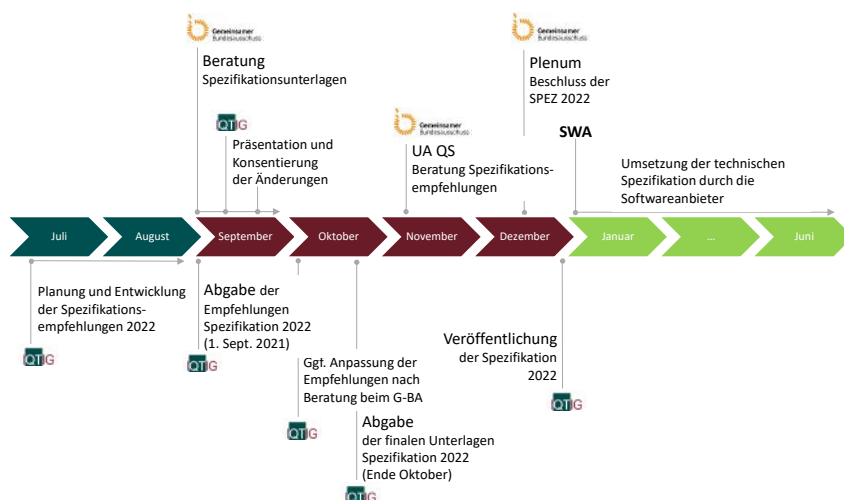 Gemeinsamer
Bundesausschuss
Beratung
Spezifikationsunterlagen
QTIG
Präsentation und
Konsentierung
der Änderungen
Gemeinsamer
Bundesausschuss
UA QS
Beratung Spezifikations-
empfehlungen
Gemeinsamer
Bundesausschuss
Plenum
Beschluss der
SPEZ 2022
SWA
Umsetzung der technischen
Spezifikation durch die
Softwareanbieter
Juli
August
September
Oktober
November
Dezember
Januar
...
Juni
Planung und Entwicklung
der Spezifikations-
empfehlungen 2022
QTIG
Abgabe der
Empfehlungen
Spezifikation 2022
(1. Sept. 2021)
QTIG
Ggf. Anpassung der
Empfehlungen nach
Beratung beim G-BA
QTIG
Abgabe
der finalen Unterlagen
Spezifikation 2022
(Ende Oktober)
QTIG
Veröffentlichung
der Spezifikation
2022
QTIG